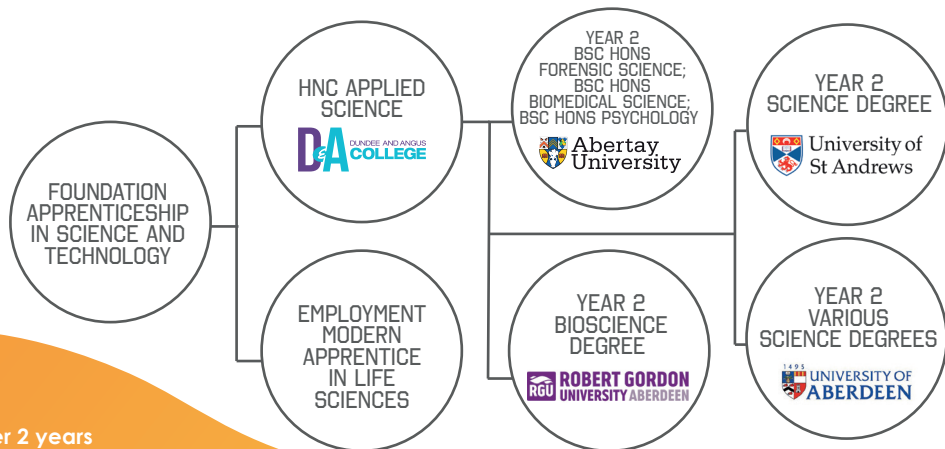 FOUNDATION
APPRENTICESHIP
IN SCIENCE AND
TECHNOLOGY
HNC APPLIED
SCIENCE
D&A DUNDEE AND ANGUS
COLLEGE
EMPLOYMENT
MODERN
APPRENTICE
IN LIFE
SCIENCES
YEAR 2
BSC HONS
FORENSIC SCIENCE;
BSC HONS
BIOMEDICAL SCIENCE;
BSC HONS PSYCHOLOGY
Abertay
University
YEAR 2
BIOSCIENCE
DEGREE
RGU ROBERT GORDON
UNIVERSITY ABERDEEN
YEAR 2
SCIENCE DEGREE
University of
St Andrews
YEAR 2
VARIOUS
SCIENCE DEGREES
1495
UNIVERSITY OF
ABERDEEN
2 years